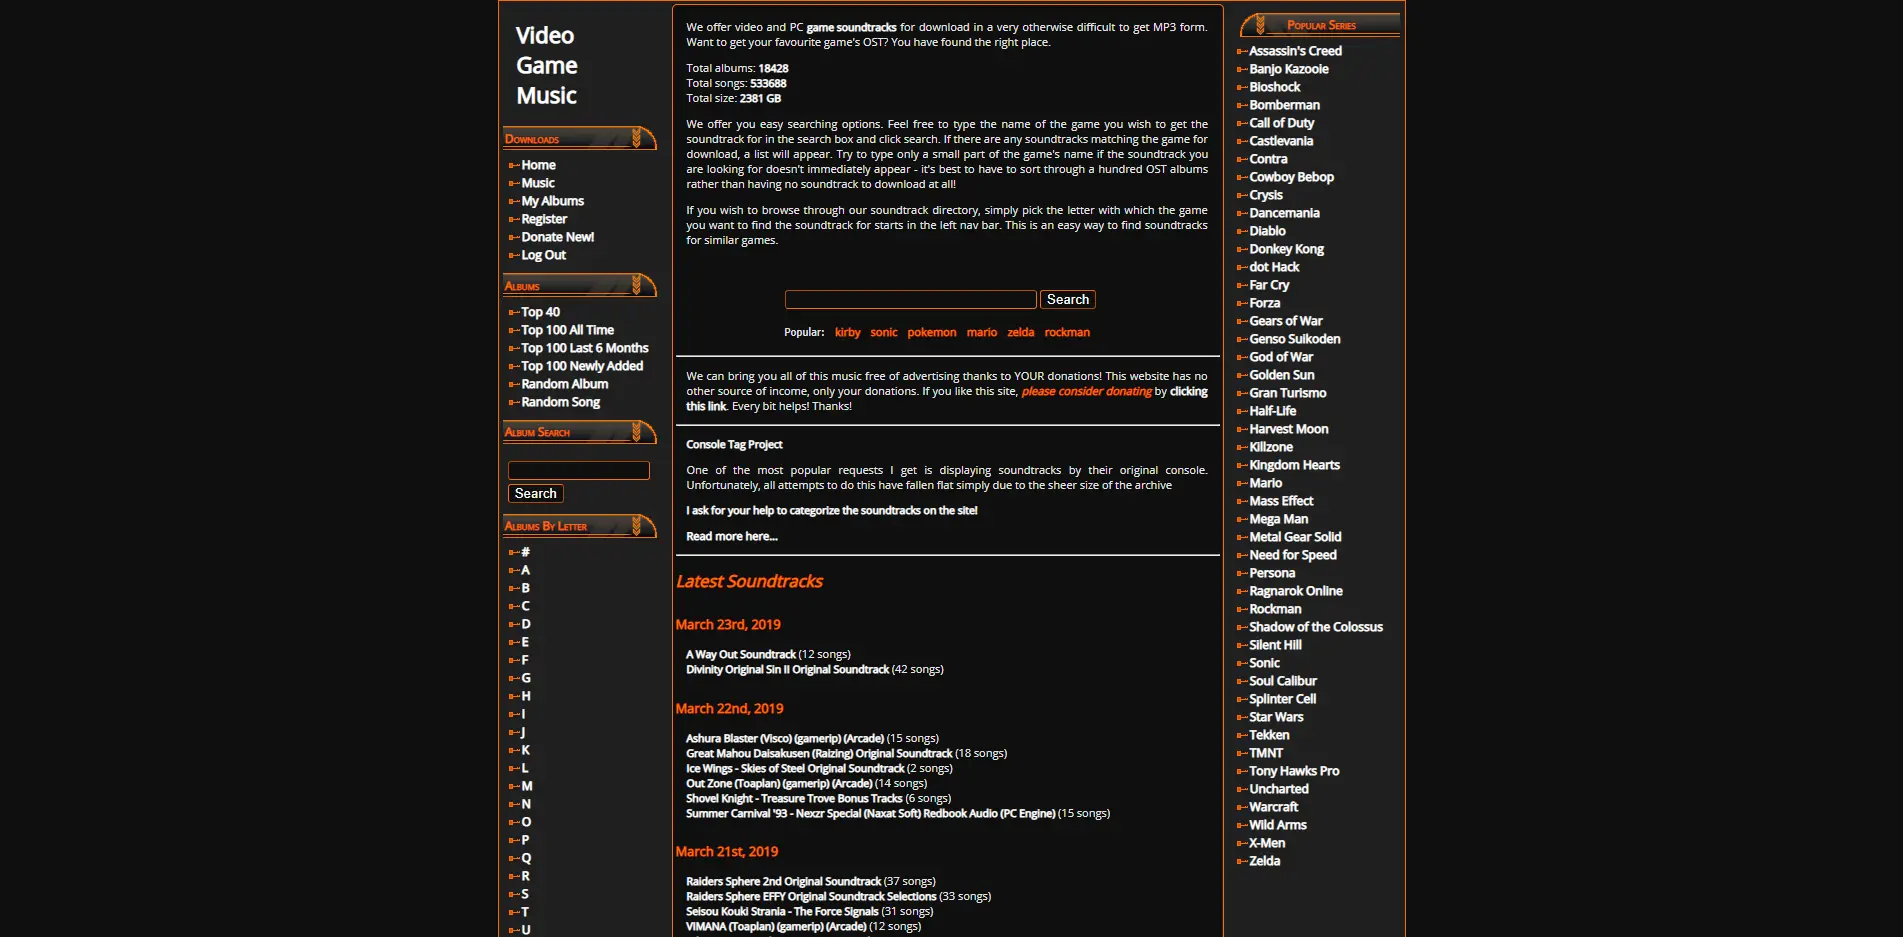 Video
Game
Music
Downloads
Home
Music
My Albums
Register
Donate New!
Log Out
Albums
Top 40
Top 100 All Time
Top 100 Last 6 Months
Top 100 Newly Added
Random Album
Random Song
Album Search
Search
Albums By Letter
#
A
B
C
D
E
F
G
H
I
J
K
L
M
N
O
P
Q
R
S
T
U
We offer video and PC game soundtracks for download in a very otherwise difficult to get MP3 form.
Want to get your favourite game's OST? You have found the right place.
Total albums: 18428
Total songs: 533688
Total size: 2381 GB
We offer you easy searching options. Feel free to type the name of the game you wish to get the
soundtrack for in the search box and click search. If there are any soundtracks matching the game for
download, a list will appear. Try to type only a small part of the game's name if the soundtrack you
are looking for doesn't immediately appear - it's best to have to sort through a hundred OST albums
rather than having no soundtrack to download at all!
If you wish to browse through our soundtrack directory, simply pick the letter with which the game
you want to find the soundtrack for starts in the left nav bar. This is an easy way to find soundtracks
for similar games.
Search
Popular: kirby sonic pokemon mario zelda rockman
We can bring you all of this music free of advertising thanks to YOUR donations! This website has no
other source of income, only your donations. If you like this site, please consider donating by clicking
this link. Every bit helps! Thanks!
Console Tag Project
One of the most popular requests I get is displaying soundtracks by their original console.
Unfortunately, all attempts to do this have fallen flat simply due to the sheer size of the archive
I ask for your help to categorize the soundtracks on the site!
Read more here...
Latest Soundtracks
March 23rd, 2019
A Way Out Soundtrack (12 songs)
Divinity Original Sin II Original Soundtrack (42 songs)
March 22nd, 2019
Ashura Blaster (Visco) (gamerip) (Arcade) (15 songs)
Great Mahou Daisakusen (Raizing) Original Soundtrack (18 songs)
Ice Wings - Skies of Steel Original Soundtrack (2 songs)
Out Zone (Toaplan) (gamerip) (Arcade) (14 songs)
Shovel Knight - Treasure Trove Bonus Tracks (6 songs)
Summer Carnival '93 - Nexzr Special (Naxat Soft) Redbook Audio (PC Engine) (15 songs)
March 21st, 2019
Raiders Sphere 2nd Original Soundtrack (37 songs)
Raiders Sphere EFFY Original Soundtrack Selections (33 songs)
Seisou Kouki Strania - The Force Signals (31 songs)
VIMANA (Toaplan) (gamerip) (Arcade) (12 songs)
Popular Series
Assassin's Creed
Banjo Kazooie
Bioshock
Bomberman
Call of Duty
Castlevania
Contra
Cowboy Bebop
Crysis
Dancemania
Diablo
Donkey Kong
dot Hack
Far Cry
Forza
Gears of War
Genso Suikoden
God of War
Golden Sun
Gran Turismo
Half-Life
Harvest Moon
Killzone
Kingdom Hearts
Mario
Mass Effect
Mega Man
Metal Gear Solid
Need for Speed
Persona
Ragnarok Online
Rockman
Shadow of the Colossus
Silent Hill
Sonic
Soul Calibur
Splinter Cell
Star Wars
Tekken
TMNT
Tony Hawks Pro
Uncharted
Warcraft
Wild Arms
X-Men
Zelda